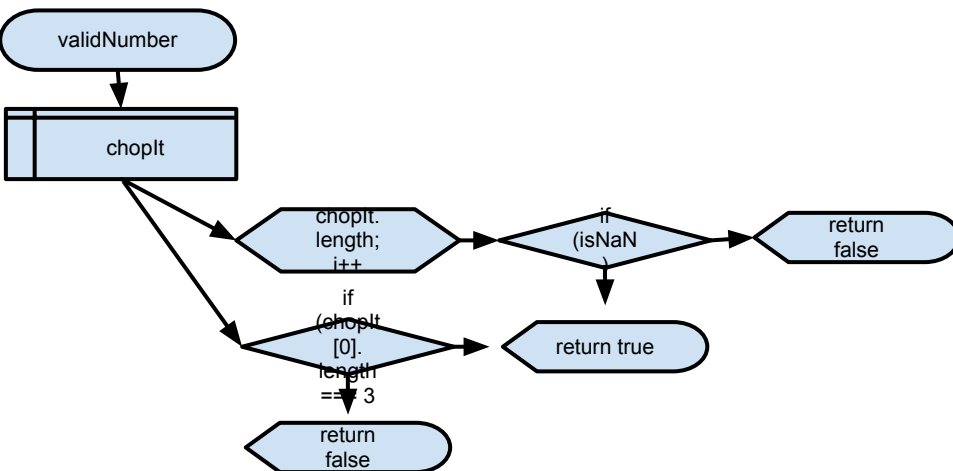 validNumber
chopIt
chopIt.
length;
i++
if
(isNaN
)
return
false
if
(chopIt
[0].
length
=== 3
return true
return
false